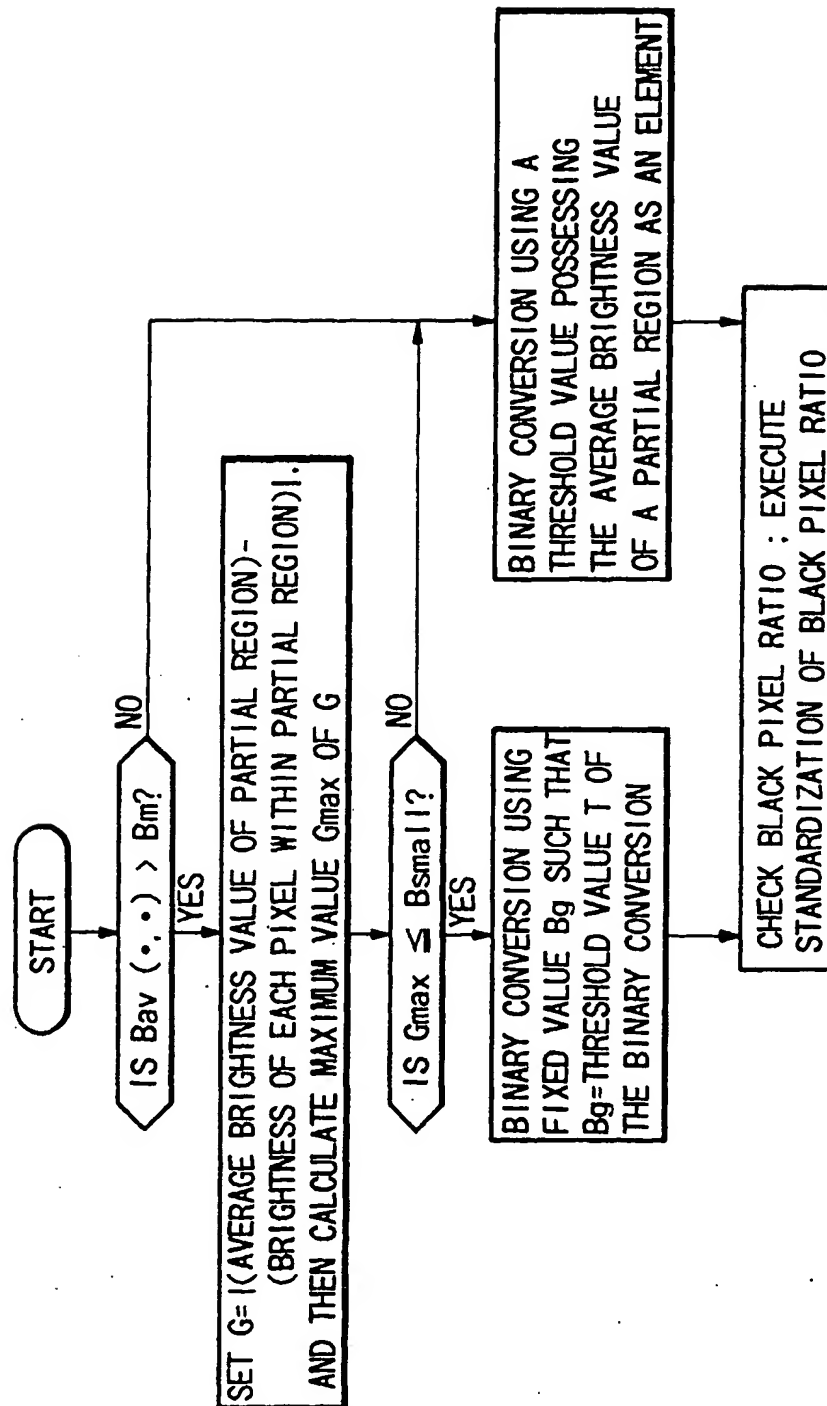 START
IS Bav (•, •) > Bm?
NO
YES
SET G=|(AVERAGE BRIGHTNESS VALUE OF PARTIAL REGION)-
(BRIGHTNESS OF EACH PIXEL WITHIN PARTIAL REGION)|.
AND THEN CALCULATE MAXIMUM VALUE Gmax OF G
IS Gmax ≦ Bsmall?
NO
YES
BINARY CONVERSION USING
FIXED VALUE Bg SUCH THAT
Bg=THRESHOLD VALUE T OF
THE BINARY CONVERSION
BINARY CONVERSION USING A
THRESHOLD VALUE POSSESSING
THE AVERAGE BRIGHTNESS VALUE
OF A PARTIAL REGION AS AN ELEMENT
CHECK BLACK PIXEL RATIO ; EXECUTE
STANDARDIZATION OF BLACK PIXEL RATIO